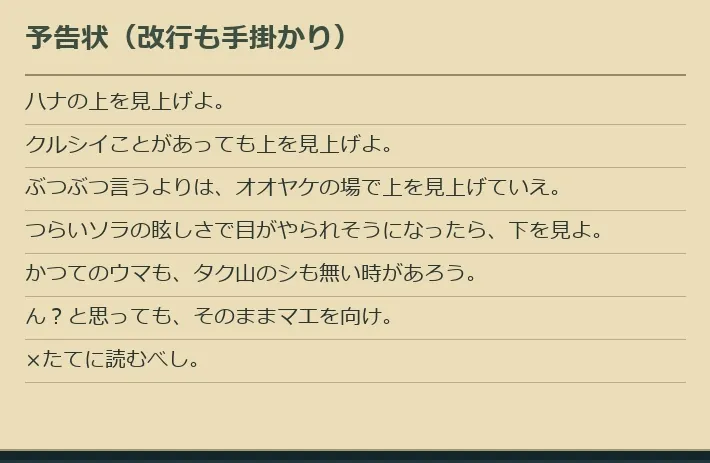 予告状（改行も手掛かり）
ハナの上を見上げよ。
クルシイことがあっても上を見上げよ。
ぶつぶつ言うよりは、オオヤケの場で上を見上げていえ。
つらいソラの眩しさで目がやられそうになったら、下を見よ。
かつてのウマも、タク山のシも無い時があろう。
ん？と思っても、そのままマエを向け。
×たてに読むべし。